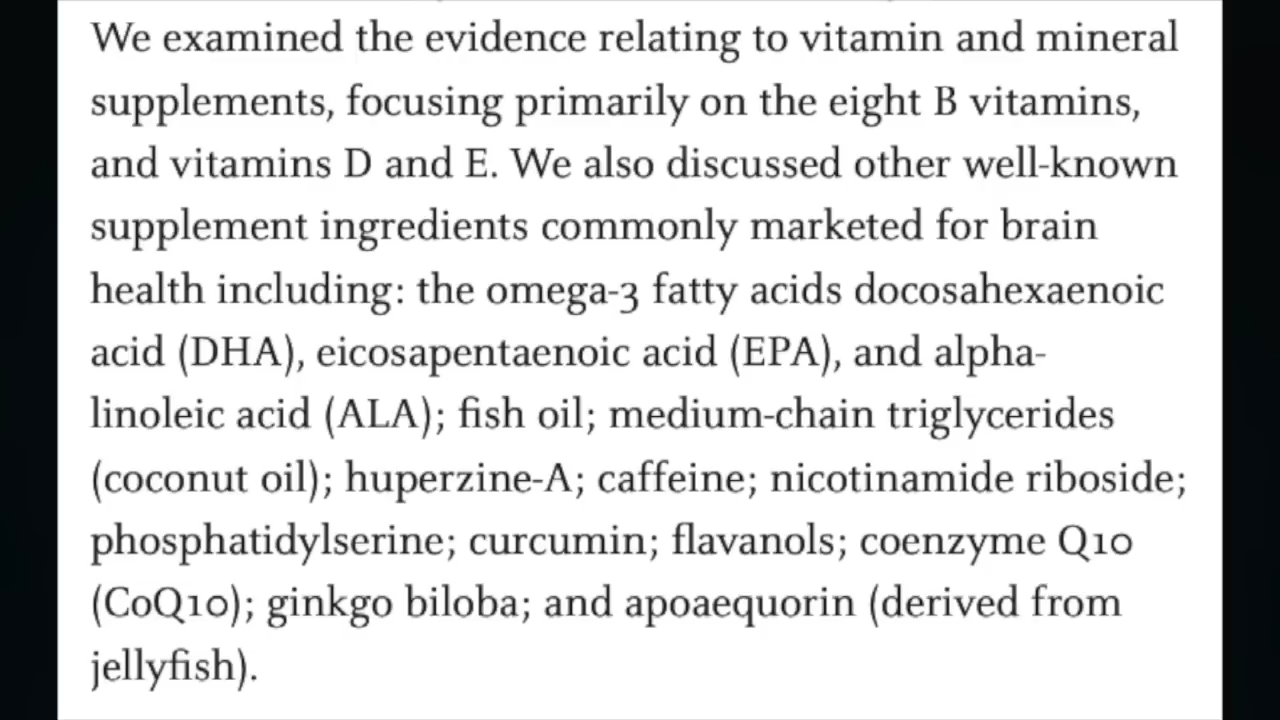 We examined the evidence relating to vitamin and mineral
supplements, focusing primarily on the eight B vitamins,
and vitamins D and E. We also discussed other well-known
supplement ingredients commonly marketed for brain
health including: the omega-3 fatty acids docosahexaenoic
acid (DHA), eicosapentaenoic acid (EPA), and alpha-
linoleic acid (ALA); fish oil; medium-chain triglycerides
(coconut oil); huperzine-A; caffeine; nicotinamide riboside;
phosphatidylserine; curcumin; flavanols; coenzyme Q10
(CoQ10); ginkgo biloba; and apoaequorin (derived from
jellyfish).